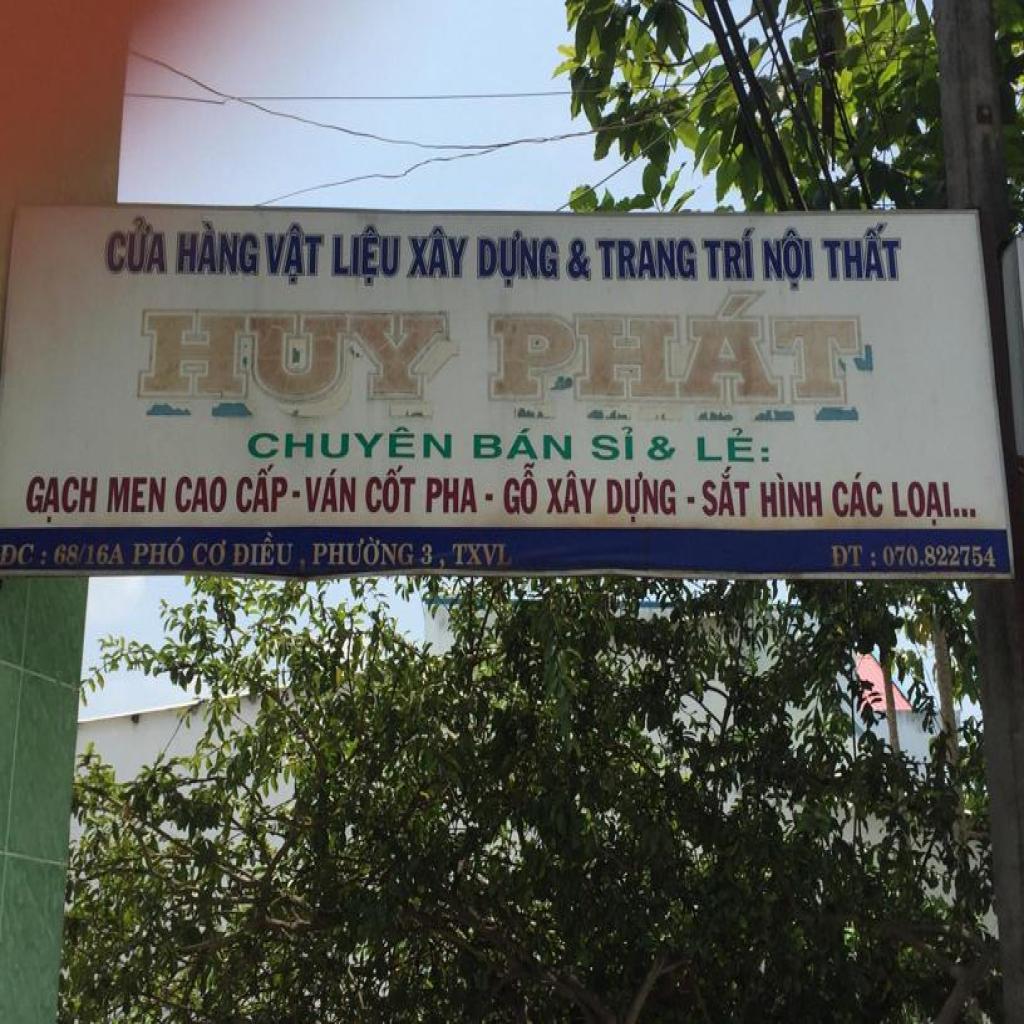 CỬA HÀNG VẬT LIỆU XÂY DỰNG & TRANG TRÍ NỘI THẤT
HUY PHÁT
CHUYÊN BÁN SỈ & LẺ:
GẠCH MEN CAO CẤP - VÁN CỐT PHA - GỖ XÂY DỰNG - SẮT HÌNH CÁC LOẠI...
ĐC : 68/16A PHÓ CƠ ĐIỀU , PHƯỜNG 3 , TXVL ĐT : 070.822754